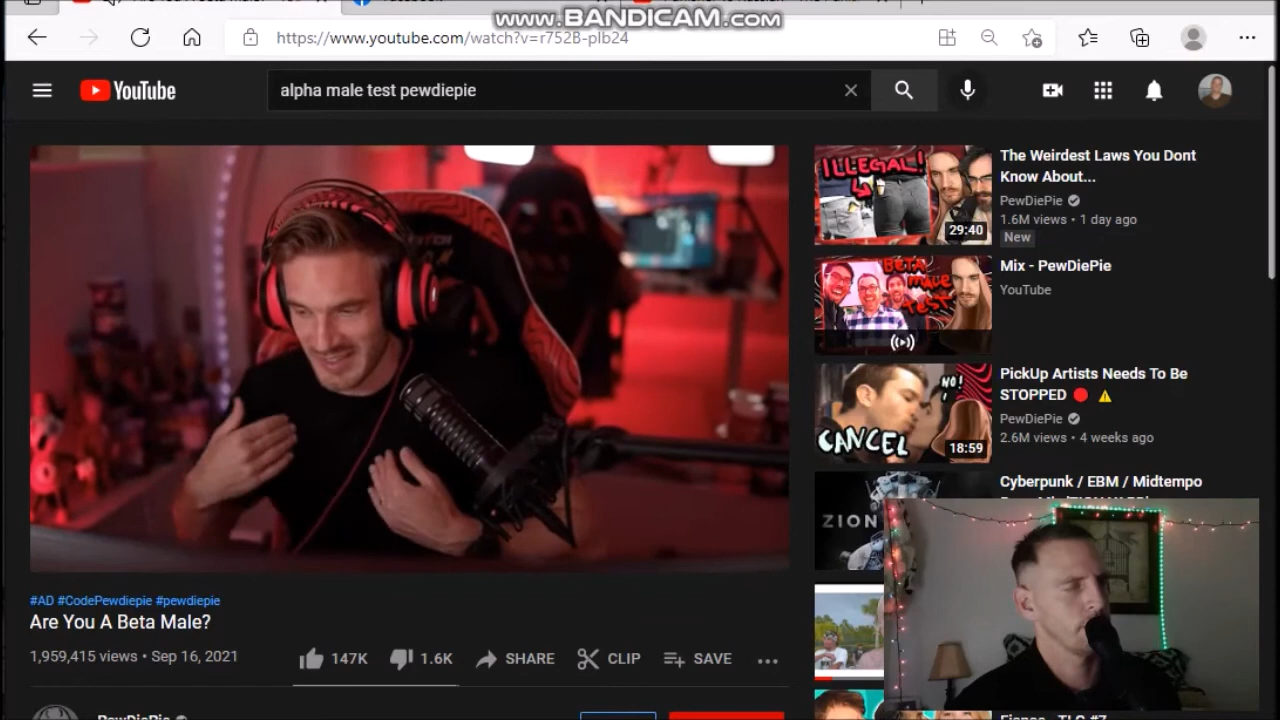 www.BANDICAM.com
https://www.youtube.com/watch?v=r752B-plb24
YouTube
alpha male test pewdiepie
ILLEGAL!
29:40
The Weirdest Laws You Dont
Know About...
PewDiePie
1.6M views • 1 day ago
New
BETA
MALE
TEST
Mix - PewDiePie
YouTube
NO!
CANCEL
18:59
PickUp Artists Needs To Be
STOPPED
PewDiePie
2.6M views • 4 weeks ago
ZION
Cyberpunk / EBM / Midtempo
#AD #CodePewdiepie #pewdiepie
Are You A Beta Male?
1,959,415 views • Sep 16, 2021
147K
1.6K
SHARE
CLIP
SAVE
PewDiePie